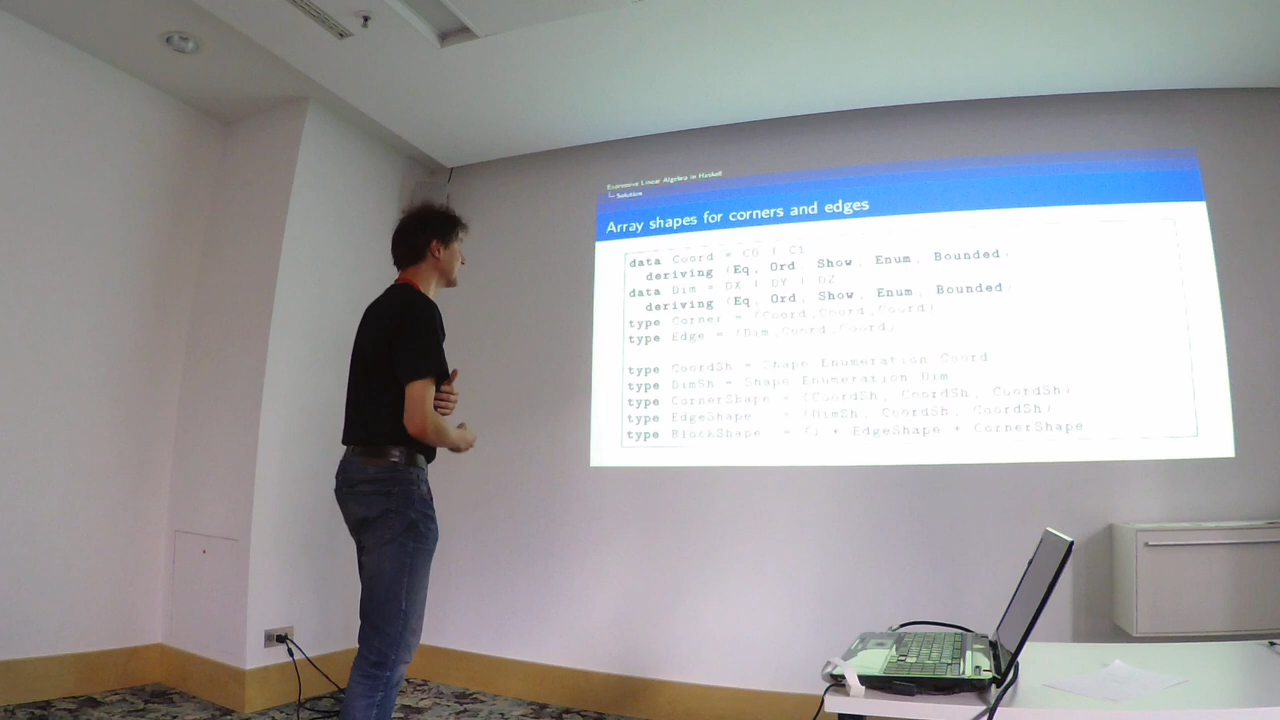 Expressive Linear Algebra in Haskell
└ Solution
Array shapes for corners and edges
data Coord = C0 | C1
deriving (Eq, Ord, Show, Enum, Bounded)
data Dim = DX | DY | DZ
deriving (Eq, Ord, Show, Enum, Bounded)
type Corner = (Coord,Coord,Coord)
type Edge = (Dim,Coord,Coord)
type CoordSh = Shape.Enumeration Coord
type DimSh = Shape.Enumeration Dim
type CornerShape = (CoordSh, CoordSh, CoordSh)
type EdgeShape = (DimSh, CoordSh, CoordSh)
type BlockShape = () + EdgeShape + CornerShape